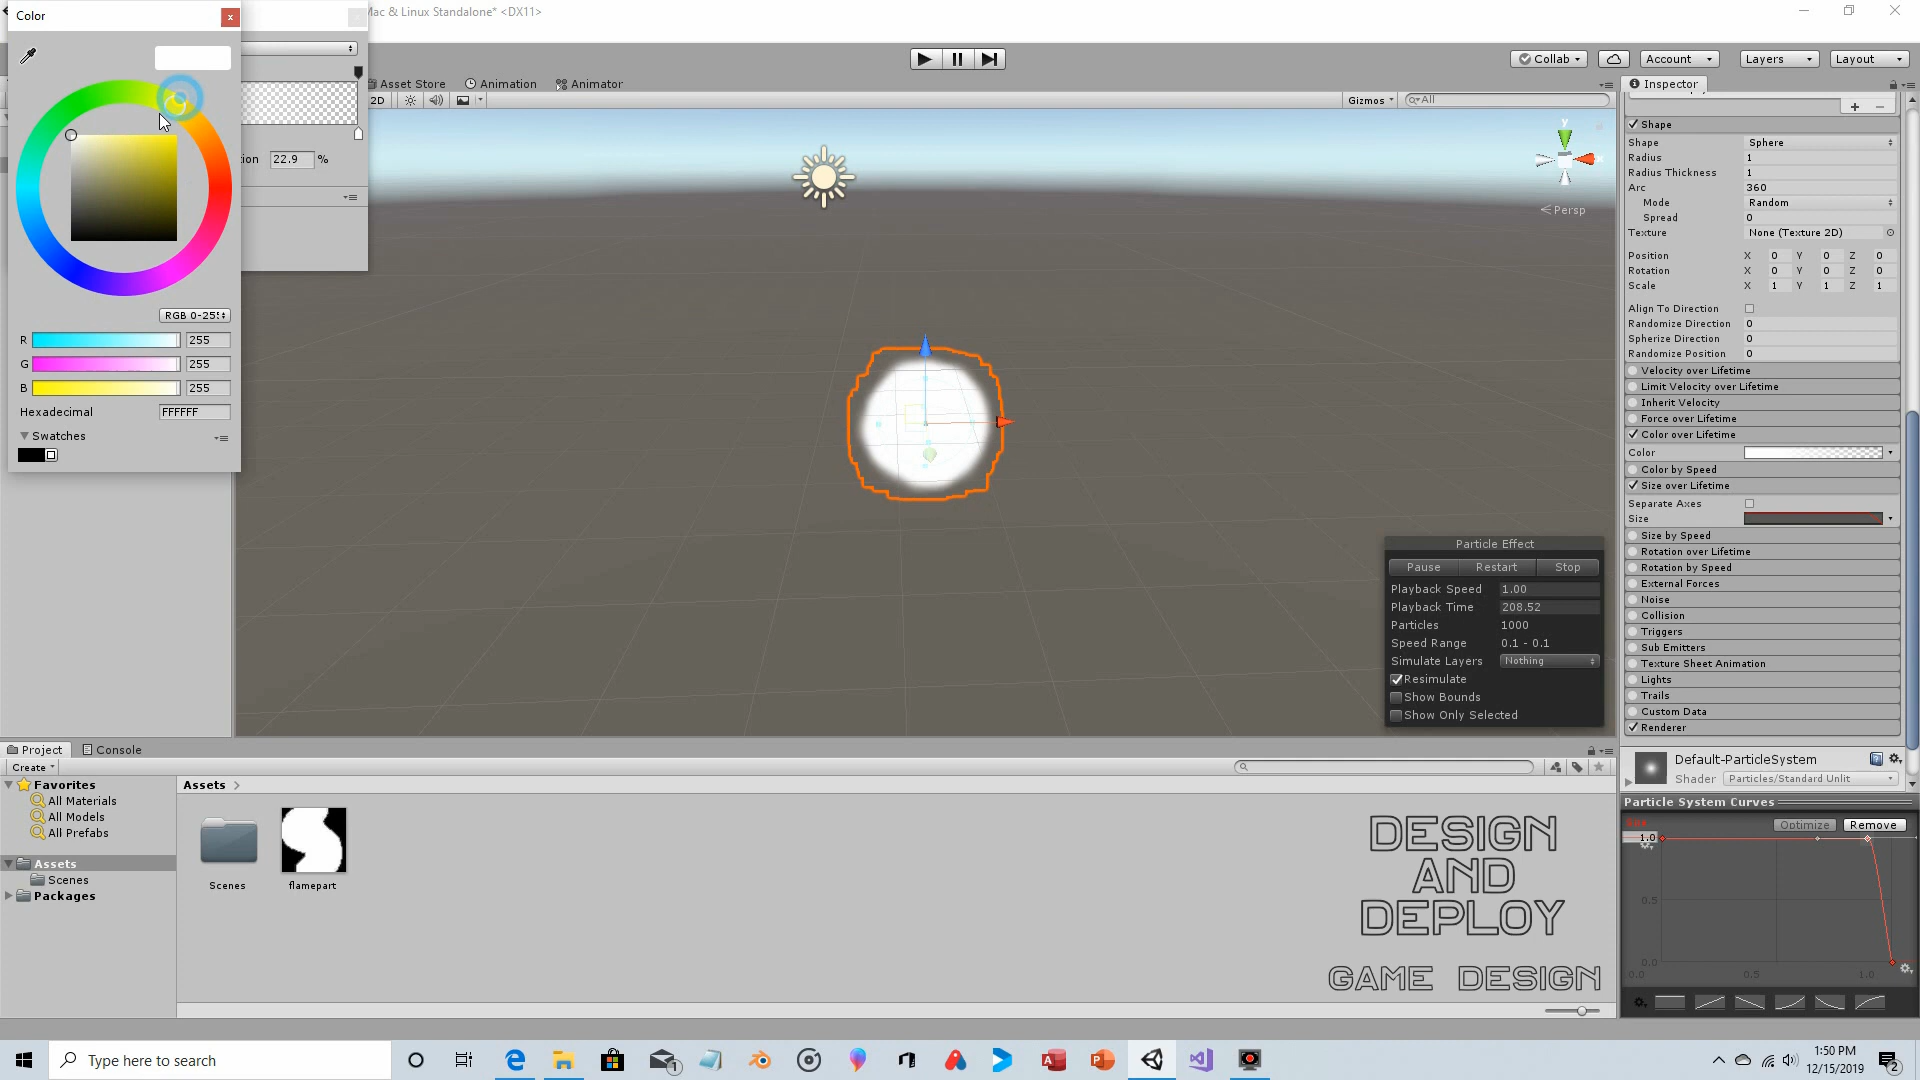 Color
Mac & Linux Standalone* <DX11>
Collab
Account
Layers
Layout
Asset Store
Animation
Animator
Inspector
2D
Gizmos
All
22.9 %
y
Persp
RGB 0-25
R 255
G 255
B 255
Hexadecimal FFFFFF
Swatches
Shape
Shape Sphere
Radius 1
Radius Thickness 1
Arc 360
Mode Random
Spread 0
Texture None (Texture 2D)
Position X 0 Y 0 Z 0
Rotation X 0 Y 0 Z 0
Scale X 1 Y 1 Z 1
Align To Direction
Randomize Direction 0
Spherize Direction 0
Randomize Position 0
Velocity over Lifetime
Limit Velocity over Lifetime
Inherit Velocity
Force over Lifetime
Color over Lifetime
Color
Color by Speed
Size over Lifetime
Separate Axes
Size
Size by Speed
Rotation over Lifetime
Rotation by Speed
External Forces
Noise
Collision
Triggers
Sub Emitters
Texture Sheet Animation
Lights
Trails
Custom Data
Renderer
Default-ParticleSystem
Shader Particles/Standard Unlit
Particle Effect
Pause Restart Stop
Playback Speed 1.00
Playback Time 208.52
Particles 1000
Speed Range 0.1 - 0.1
Simulate Layers Nothing
Resimulate
Show Bounds
Show Only Selected
Particle System Curves
Optimize Remove
1.0
0.5
0.0
0.0 0.5 1.0
Project Console
Create
Favorites
All Materials
All Models
All Prefabs
Assets
Scenes
Packages
Assets
Scenes
flamepart
DESIGN
AND
DEPLOY
GAME DESIGN
Type here to search
1
1:50 PM
12/15/2019
2